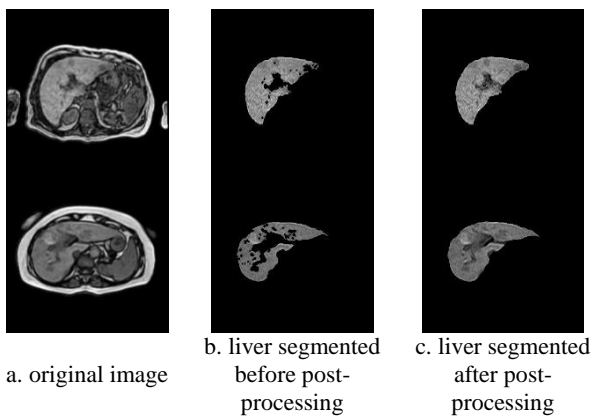 a. original image
b. liver segmented
before post-
processing
c. liver segmented
after post-
processing